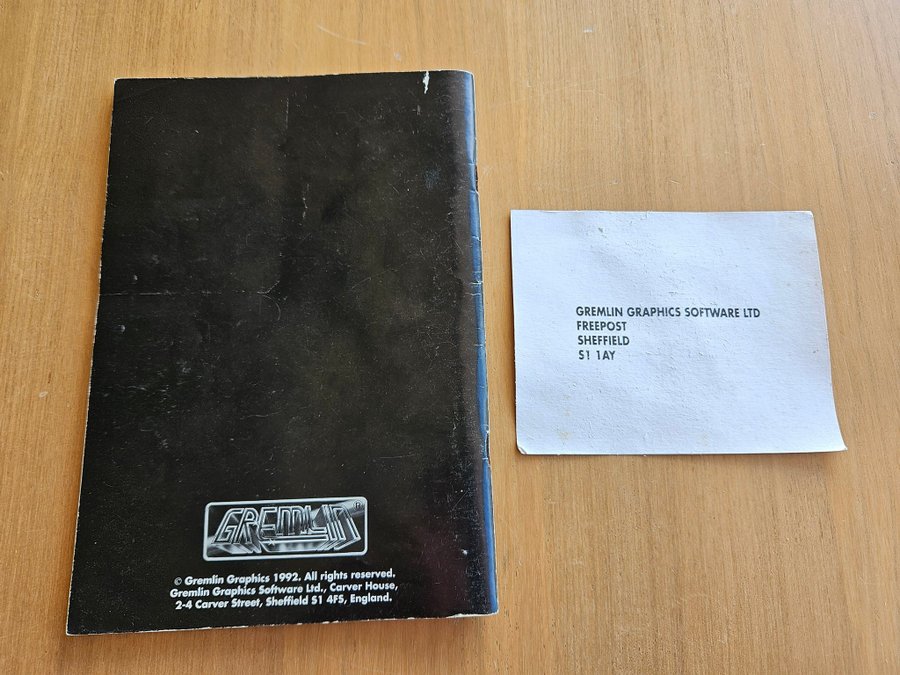 GREMLIN®
© Gremlin Graphics 1992. All rights reserved.
Gremlin Graphics Software Ltd., Carver House,
2-4 Carver Street, Sheffield S1 4FS, England.
GREMLIN GRAPHICS SOFTWARE LTD
FREEPOST
SHEFFIELD
S1 1AY